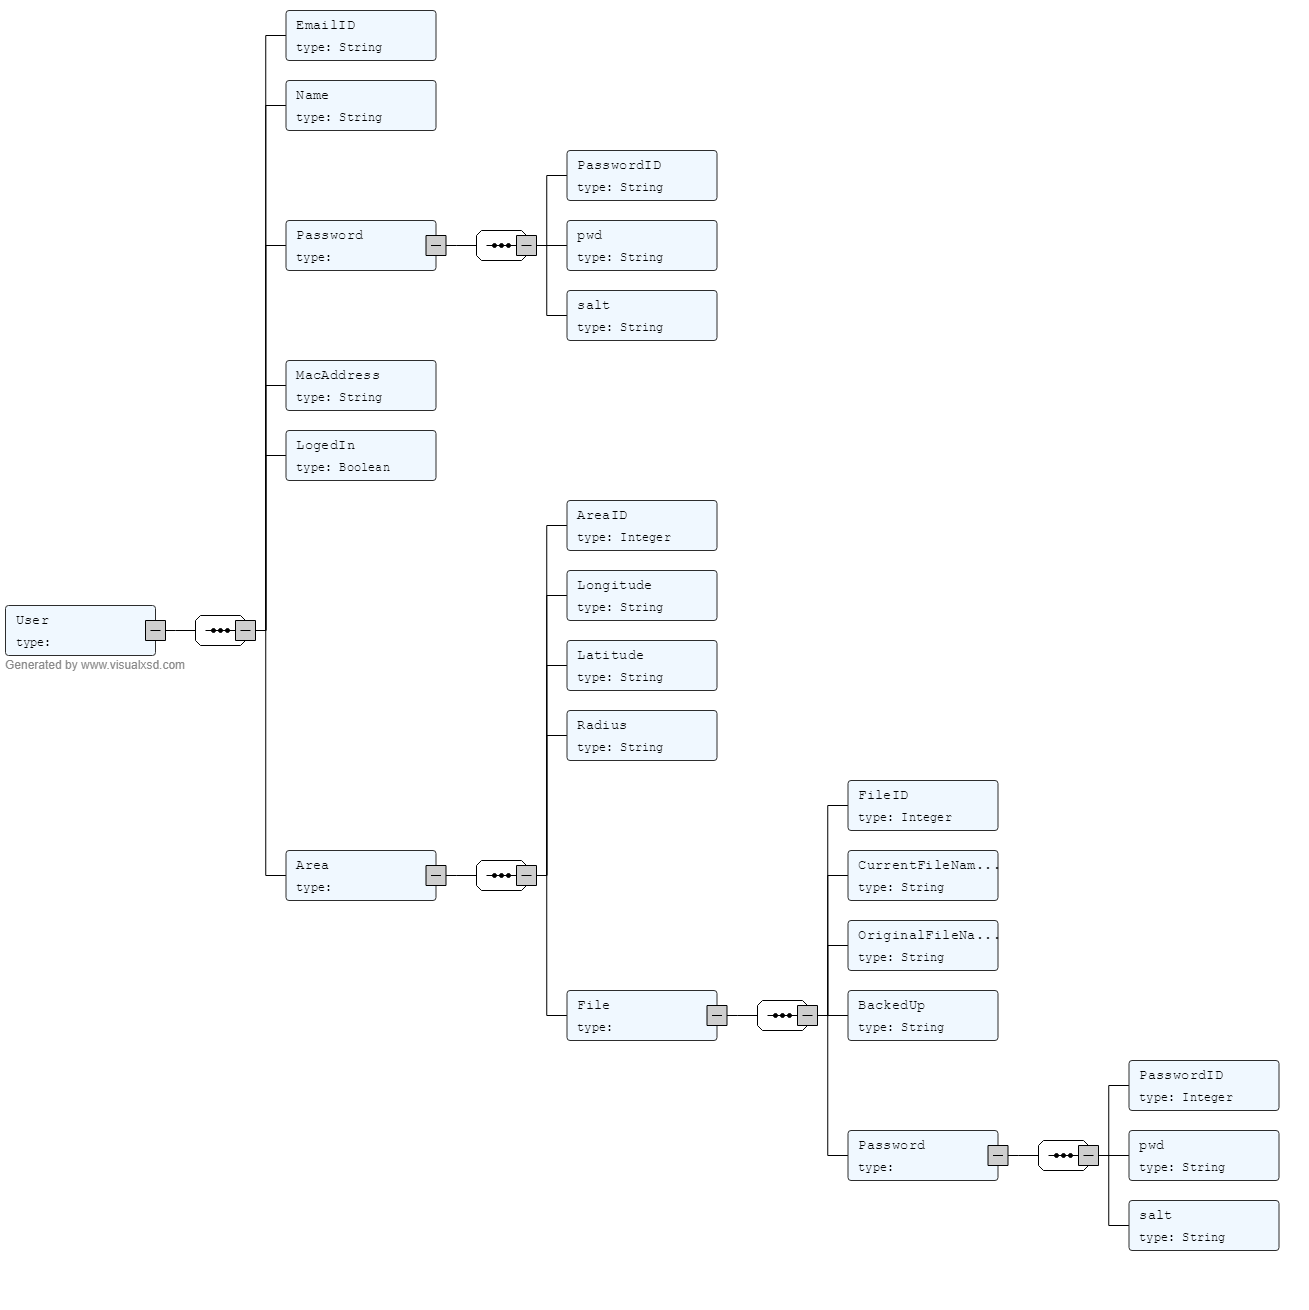 EmailID
type: String
Name
type: String
PasswordID
type: String
Password
type:
pwd
type: String
salt
type: String
MacAddress
type: String
LogedIn
type: Boolean
AreaID
type: Integer
Longitude
type: String
User
type:
Generated by www.visualxsd.com
Latitude
type: String
Radius
type: String
FileID
type: Integer
Area
type:
CurrentFileNam...
type: String
OriginalFileNa...
type: String
File
type:
BackedUp
type: String
PasswordID
type: Integer
Password
type:
pwd
type: String
salt
type: String